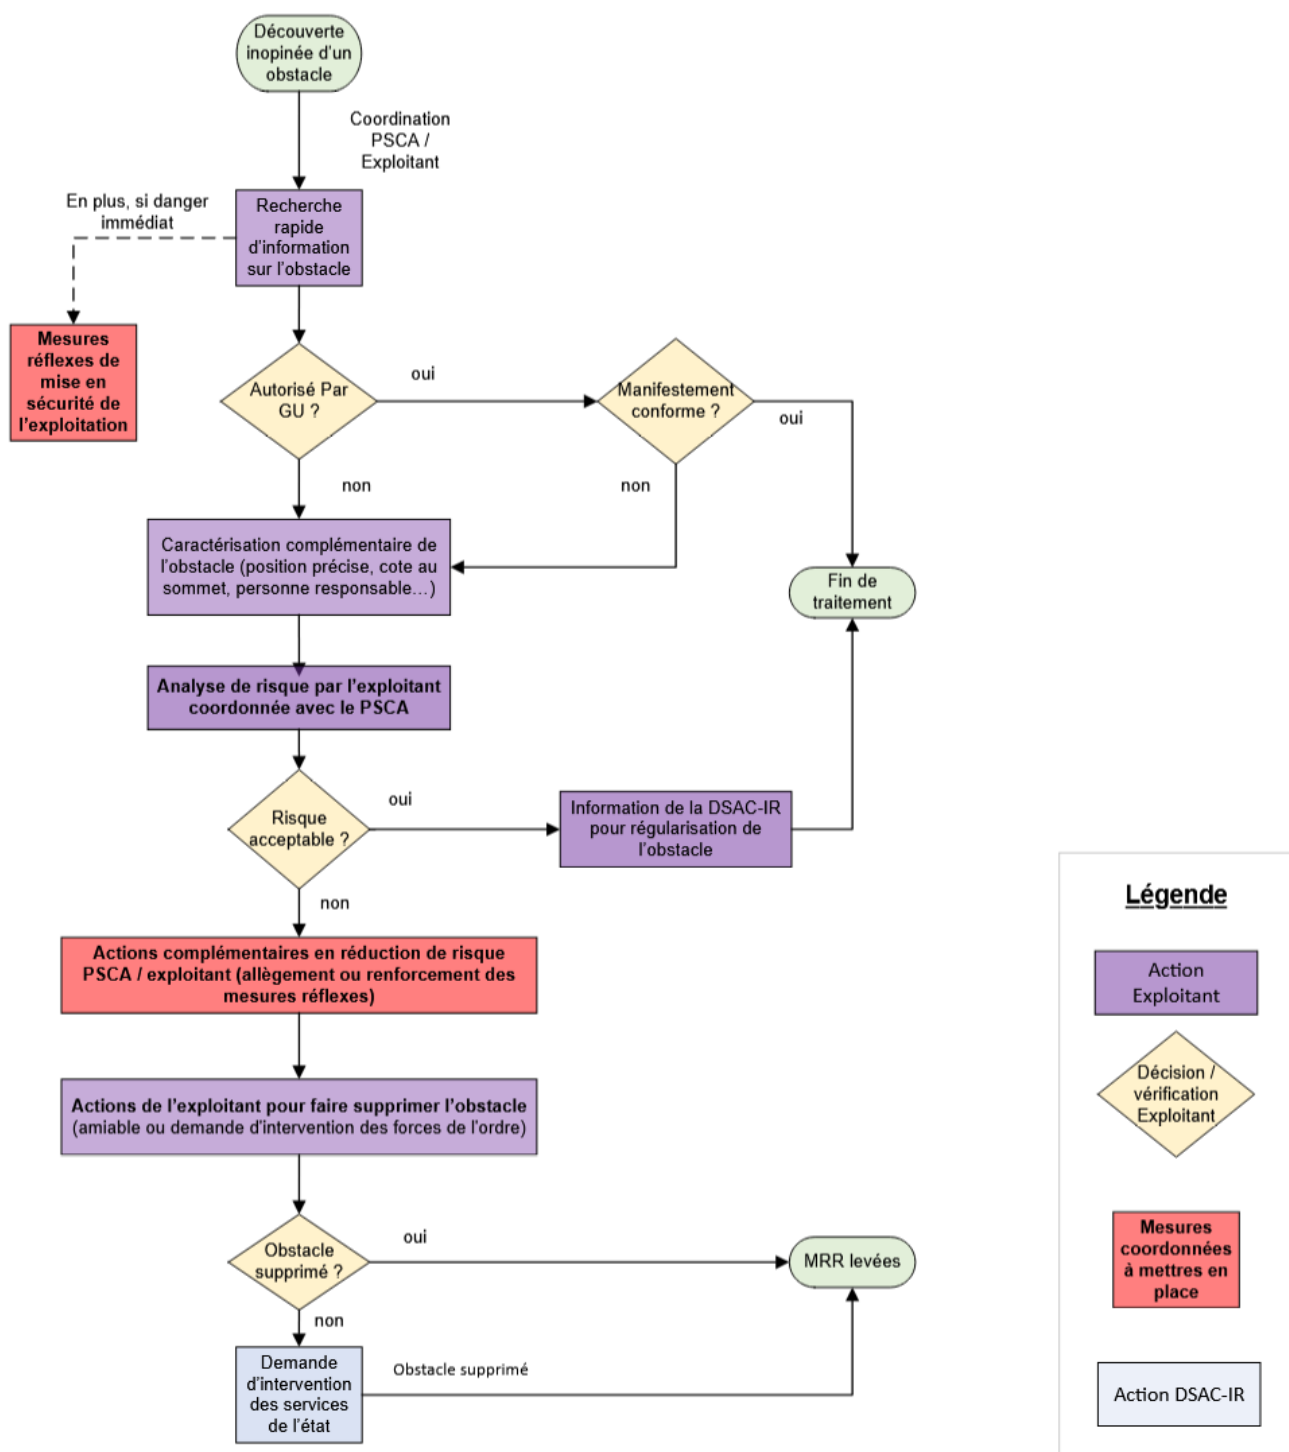 Découverte
inopinée d'un
obstacle
Coordination
PSCA /
Exploitant
En plus, si danger
immédiat
Recherche
rapide
d'information
sur l'obstacle
Mesures
réflexes de
mise en
sécurité de
l'exploitation
Autorisé Par
GU ?
oui
Manifestement
conforme ?
oui
non
non
Caractérisation complémentaire de
l'obstacle (position précise, cote au
sommet, personne responsable…)
Fin de
traitement
Analyse de risque par l'exploitant
coordonnée avec le PSCA
Risque
acceptable ?
oui
Information de la DSAC-IR
pour régularisation de
l'obstacle
non
Actions complémentaires en réduction de risque
PSCA / exploitant (allègement ou renforcement des
mesures réflexes)
Actions de l'exploitant pour faire supprimer l'obstacle
(amiable ou demande d'intervention des forces de l'ordre)
Obstacle
supprimé ?
oui
MRR levées
non
Demande
d'intervention
des services
de l'état
Obstacle supprimé
Légende
Action
Exploitant
Décision /
vérification
Exploitant
Mesures
coordonnées
à mettres en
place
Action DSAC-IR